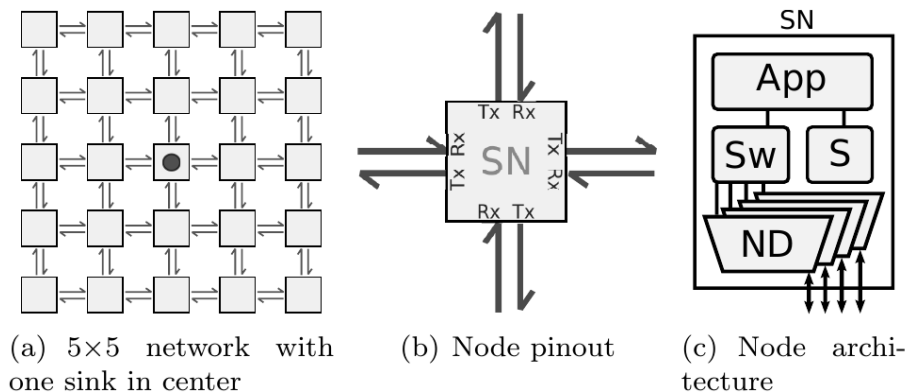 SN
App
Sw
S
ND
Tx Rx
Rx
Tx
SN
Tx
Rx
Rx Tx
(a) 5×5 network with
one sink in center
(b) Node pinout
(c) Node archi-
tecture